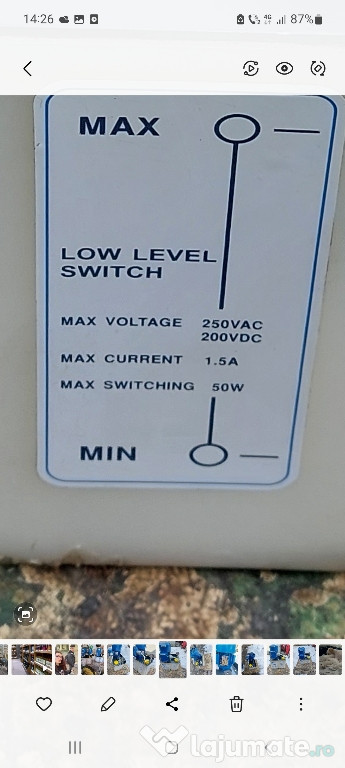 14:26
87%
MAX
LOW LEVEL
SWITCH
MAX VOLTAGE 250VAC
200VDC
MAX CURRENT 1.5A
MAX SWITCHING 50W
MIN
lajumate.ro